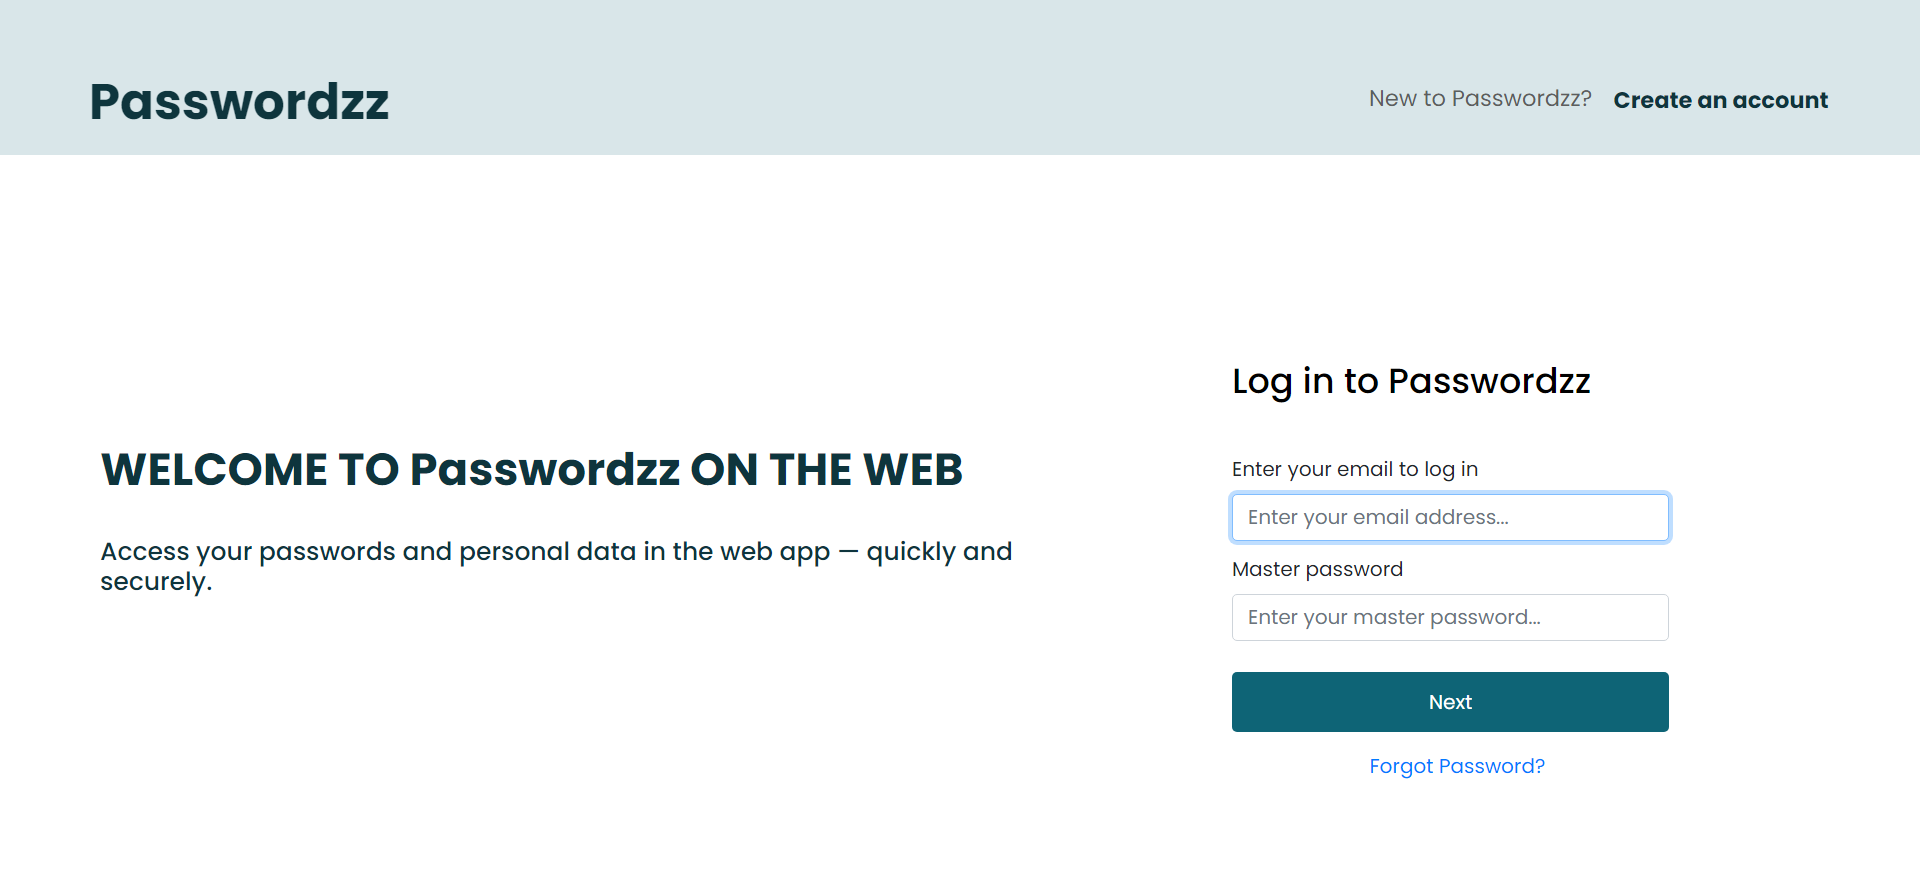 Passwordzz
New to Passwordzz? Create an account
WELCOME TO Passwordzz ON THE WEB
Access your passwords and personal data in the web app — quickly and
securely.
Log in to Passwordzz
Enter your email to log in
Enter your email address...
Master password
Enter your master password...
Next
Forgot Password?